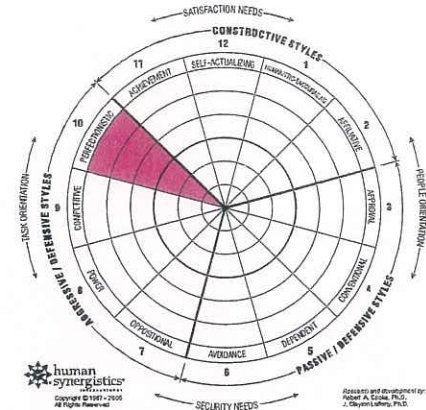 SATISFACTION NEEDS
CONSTRUCTIVE STYLES
12
SELF-ACTUALIZING
1
HUMANISTIC-ENCOURAGING
2
AFFILIATIVE
PEOPLE ORIENTATION
3
APPROVAL
4
CONVENTIONAL
PASSIVE / DEFENSIVE STYLES
5
DEPENDENT
6
AVOIDANCE
SECURITY NEEDS
7
OPPOSITIONAL
8
POWER
AGGRESSIVE / DEFENSIVE STYLES
9
COMPETITIVE
TASK ORIENTATION
10
PERFECTIONISTIC
11
ACHIEVEMENT
human
synergistics
Copyright © 1987 - 2005
All Rights Reserved
Research and development by:
Robert A. Cooke, Ph.D.
J. Clayton Lafferty, Ph.D.